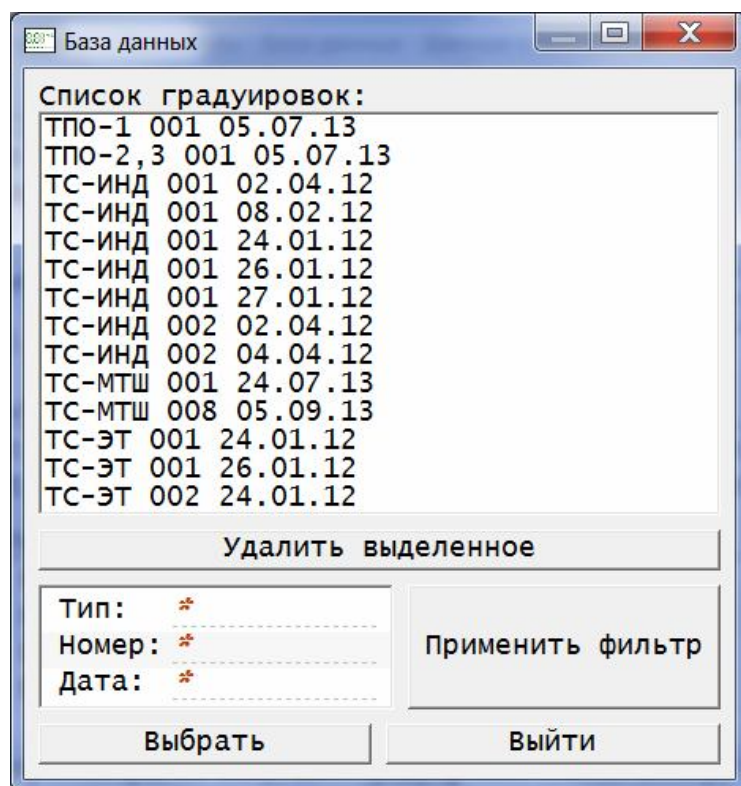 База данных
Список градуировок:
ТПО-1 001 05.07.13
ТПО-2,3 001 05.07.13
ТС-ИНД 001 02.04.12
ТС-ИНД 001 08.02.12
ТС-ИНД 001 24.01.12
ТС-ИНД 001 26.01.12
ТС-ИНД 001 27.01.12
ТС-ИНД 002 02.04.12
ТС-ИНД 002 04.04.12
ТС-МТШ 001 24.07.13
ТС-МТШ 008 05.09.13
ТС-ЭТ 001 24.01.12
ТС-ЭТ 001 26.01.12
ТС-ЭТ 002 24.01.12
Удалить выделенное
Тип: *
Номер: *
Дата: *
Применить фильтр
Выбрать
Выйти